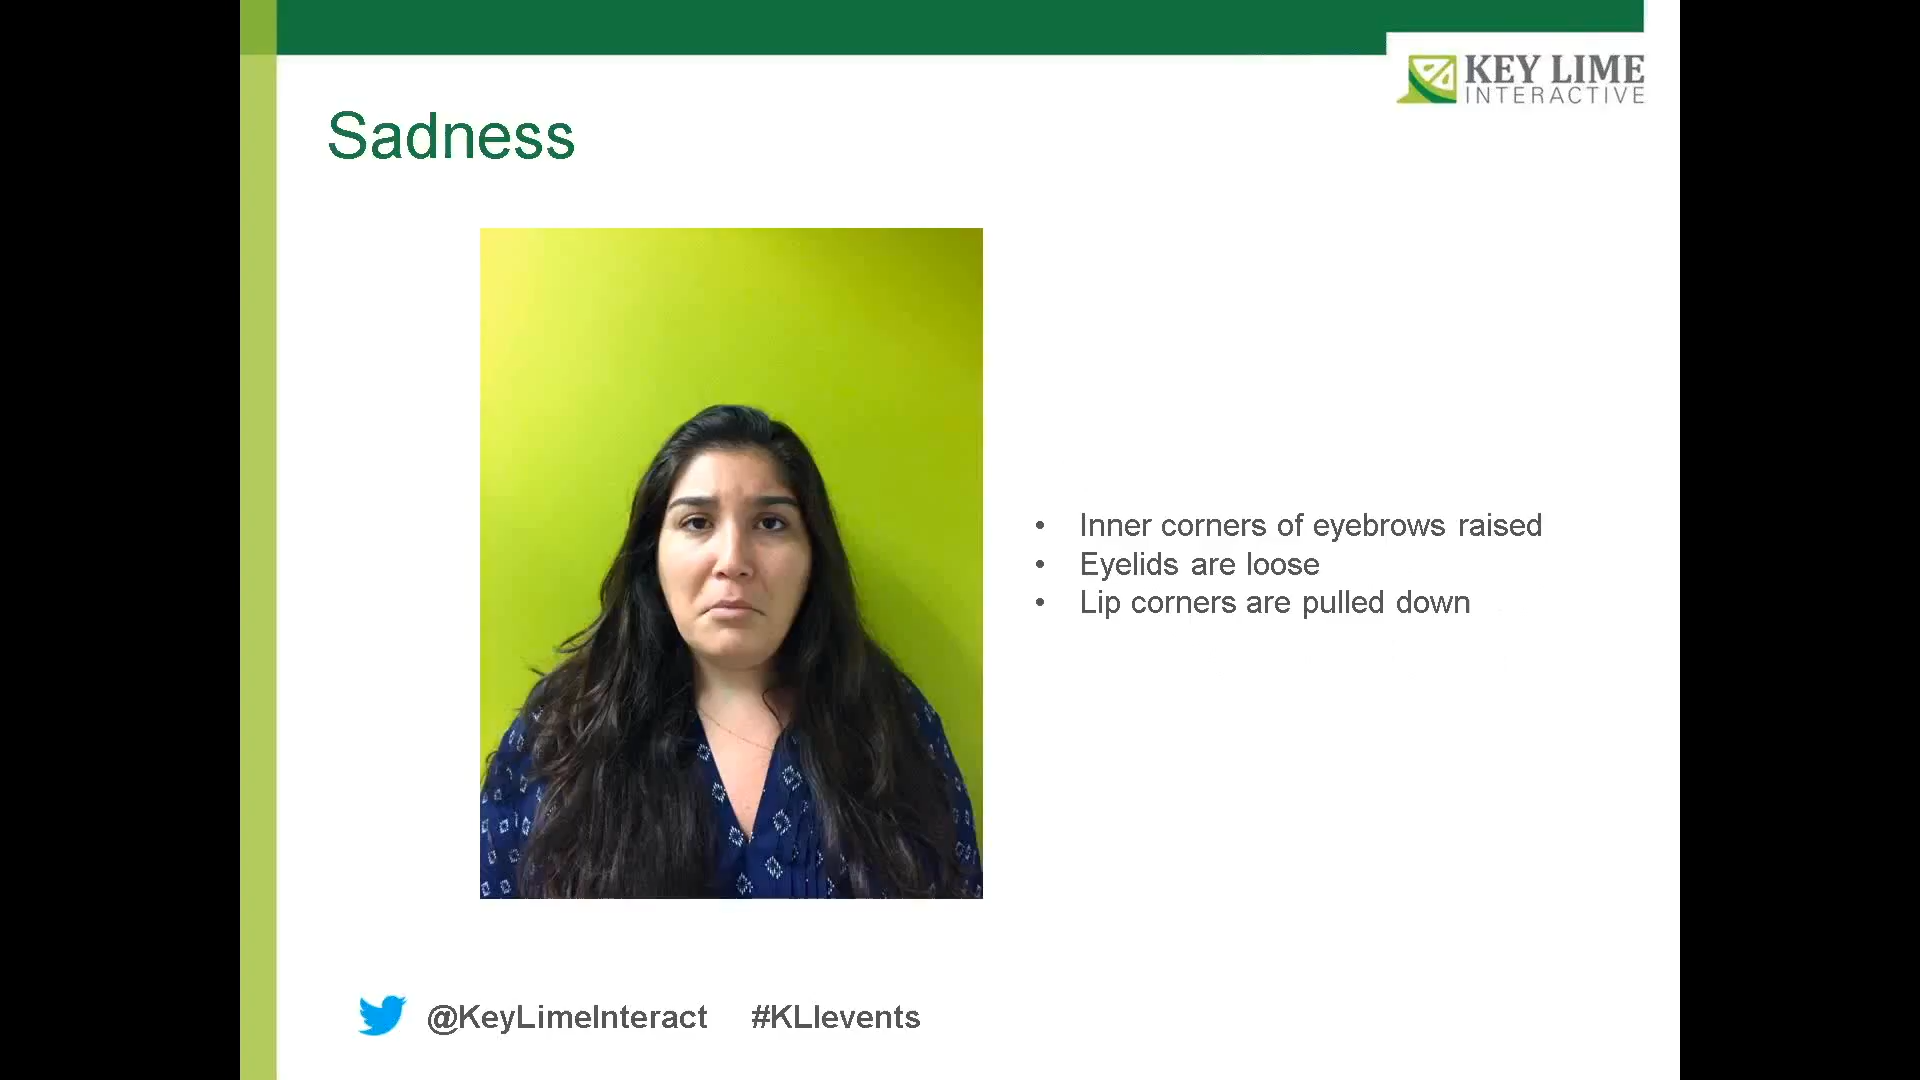 KEY LIME
INTERACTIVE
Sadness
• Inner corners of eyebrows raised
• Eyelids are loose
• Lip corners are pulled down
@KeyLimeInteract #KLIevents